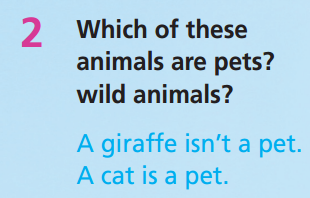 2 Which of these
animals are pets?
wild animals?
A giraffe isn't a pet.
A cat is a pet.